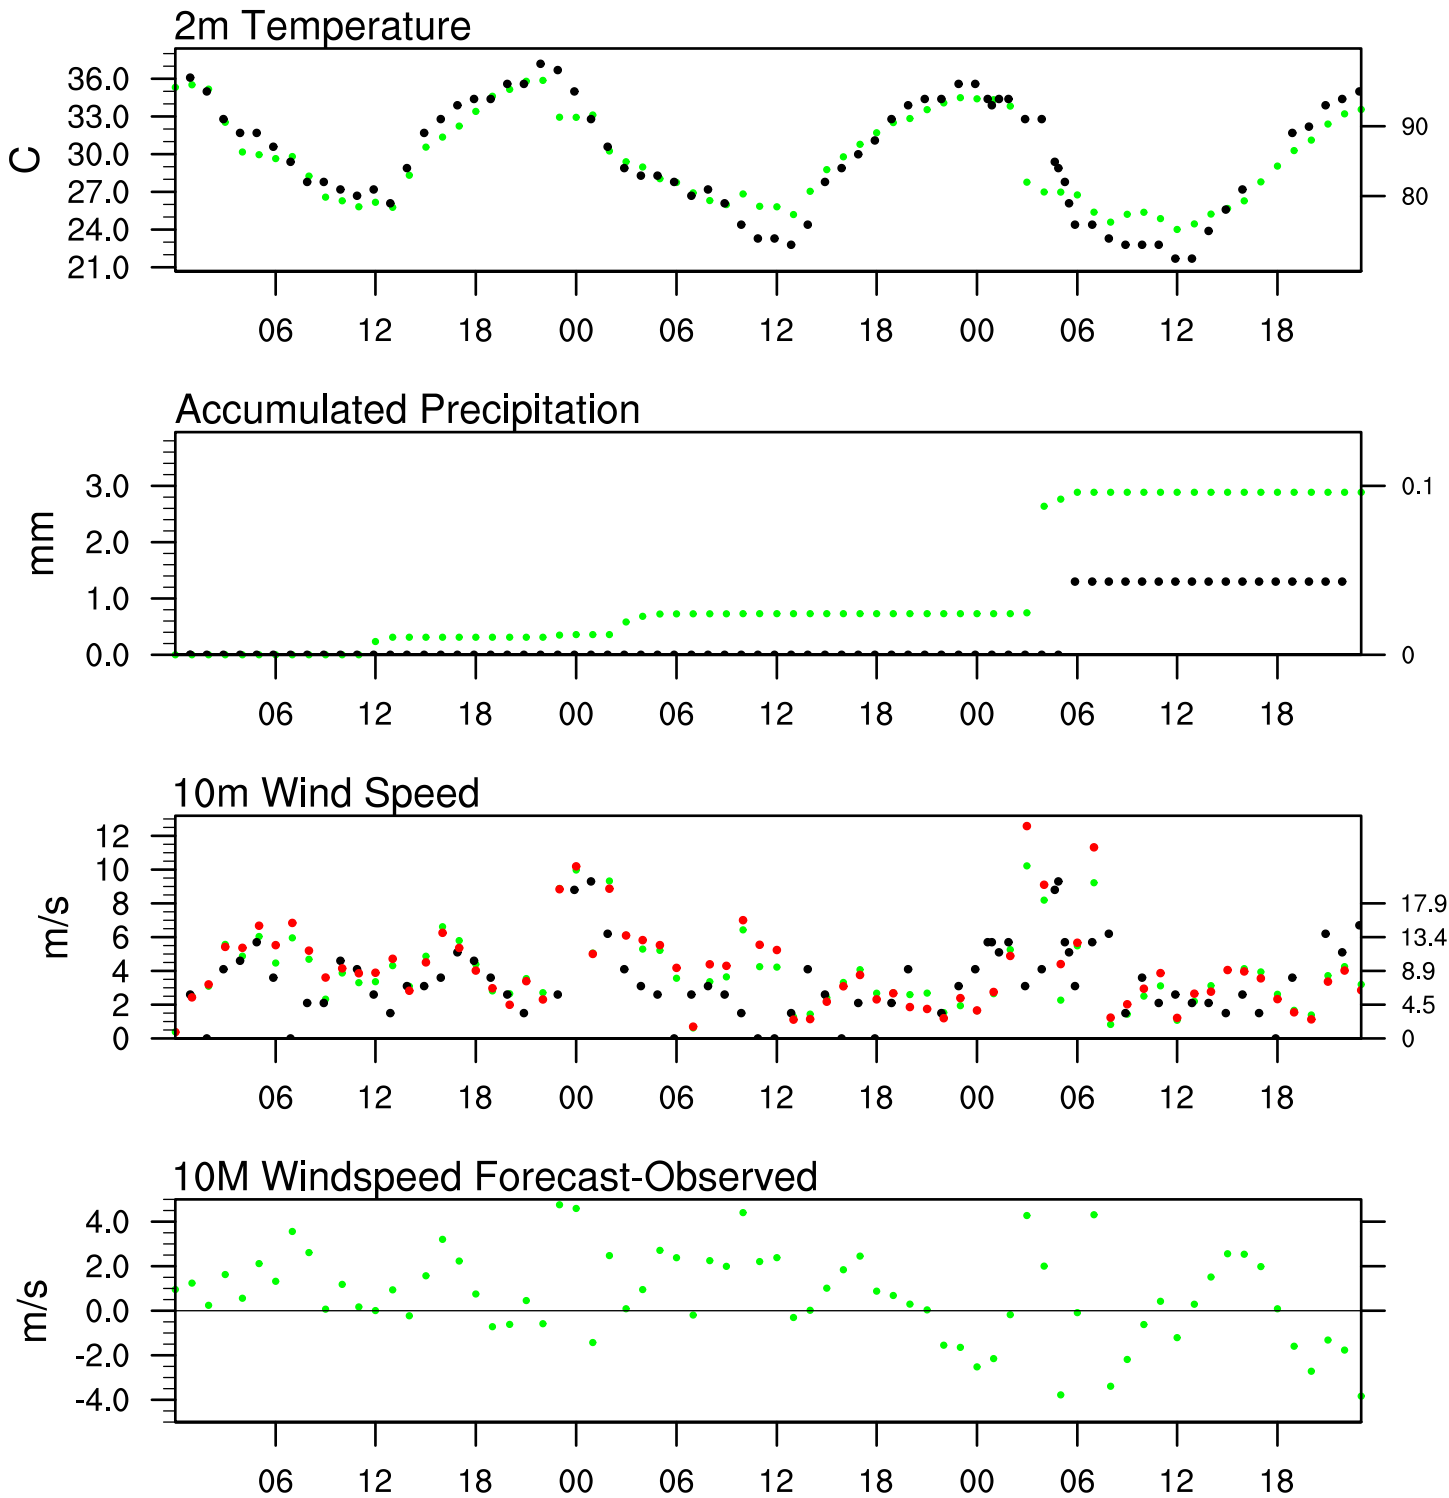 2m Temperature
36.0
33.0
30.0
27.0
24.0
21.0
C
90
80
06 12 18 00 06 12 18 00 06 12 18
Accumulated Precipitation
3.0
2.0
1.0
0.0
mm
0.1
0
06 12 18 00 06 12 18 00 06 12 18
10m Wind Speed
12
10
8
6
4
2
0
m/s
17.9
13.4
8.9
4.5
0
06 12 18 00 06 12 18 00 06 12 18
10M Windspeed Forecast-Observed
4.0
2.0
0.0
-2.0
-4.0
m/s
06 12 18 00 06 12 18 00 06 12 18